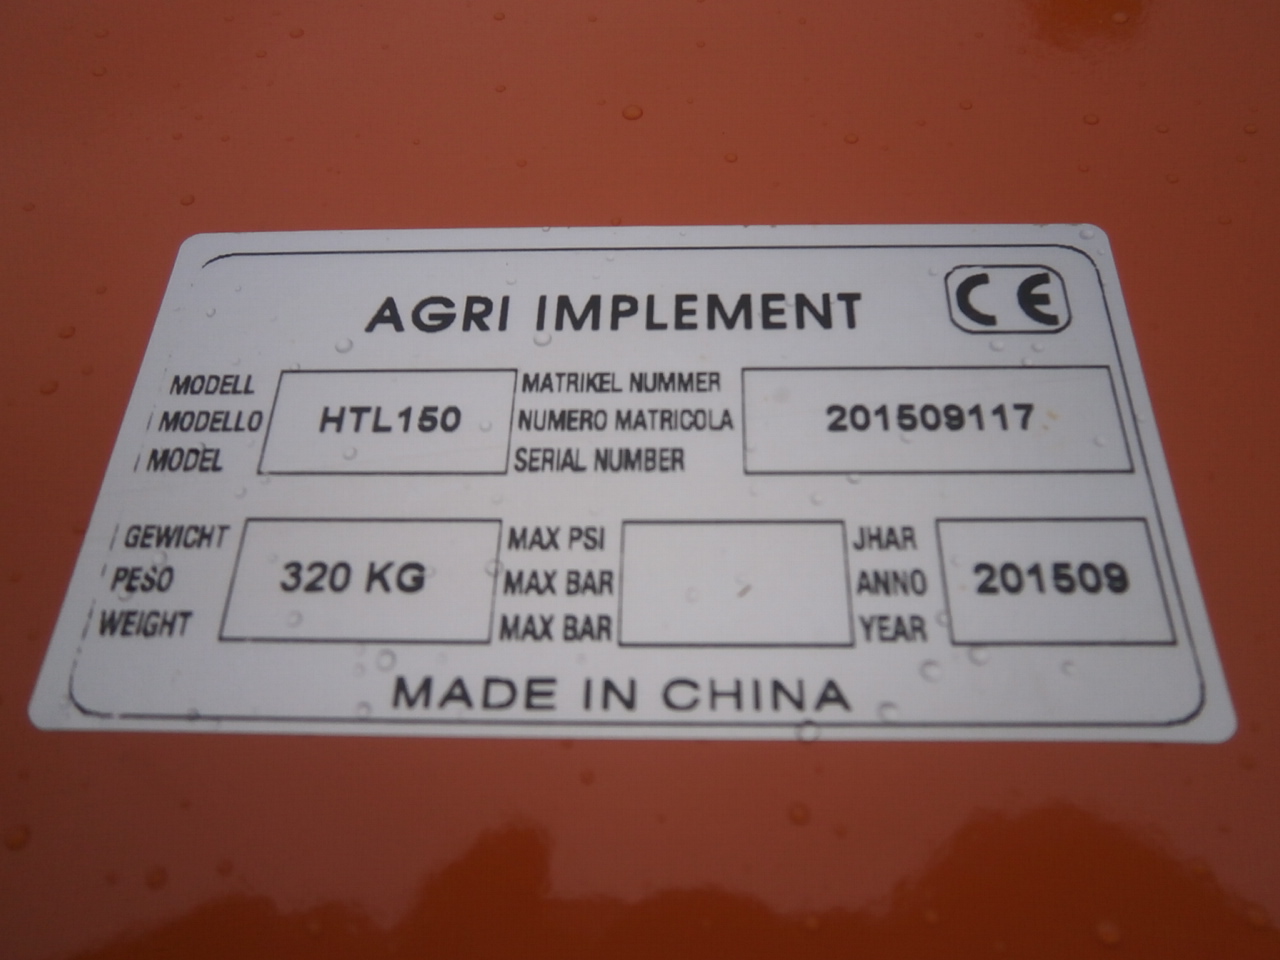 AGRI IMPLEMENT CE
MODELL
MODELLO
MODEL
HTL150
MATRIKEL NUMMER
NUMERO MATRICOLA
SERIAL NUMBER
201509117
GEWICHT
PESO
WEIGHT
320 KG
MAX PSI
MAX BAR
MAX BAR
JHAR
ANNO
YEAR
201509
MADE IN CHINA